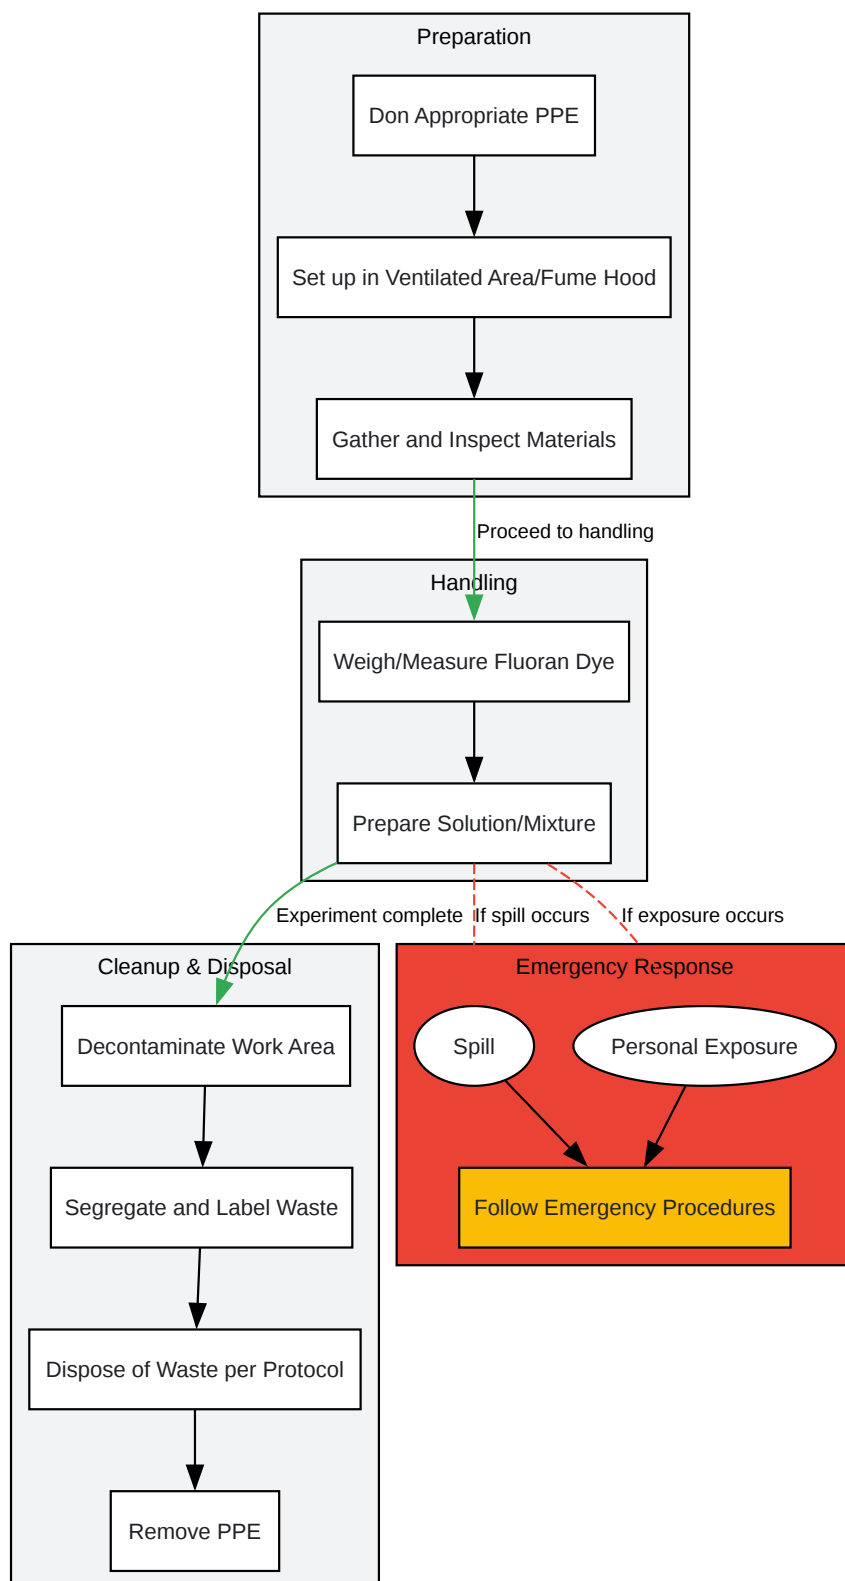 Preparation
Don Appropriate PPE
Set up in Ventilated Area/Fume Hood
Gather and Inspect Materials
Proceed to handling
Handling
Weigh/Measure Fluoran Dye
Prepare Solution/Mixture
Experiment complete
If spill occurs
If exposure occurs
Cleanup & Disposal
Decontaminate Work Area
Segregate and Label Waste
Dispose of Waste per Protocol
Remove PPE
Emergency Response
Spill
Personal Exposure
Follow Emergency Procedures